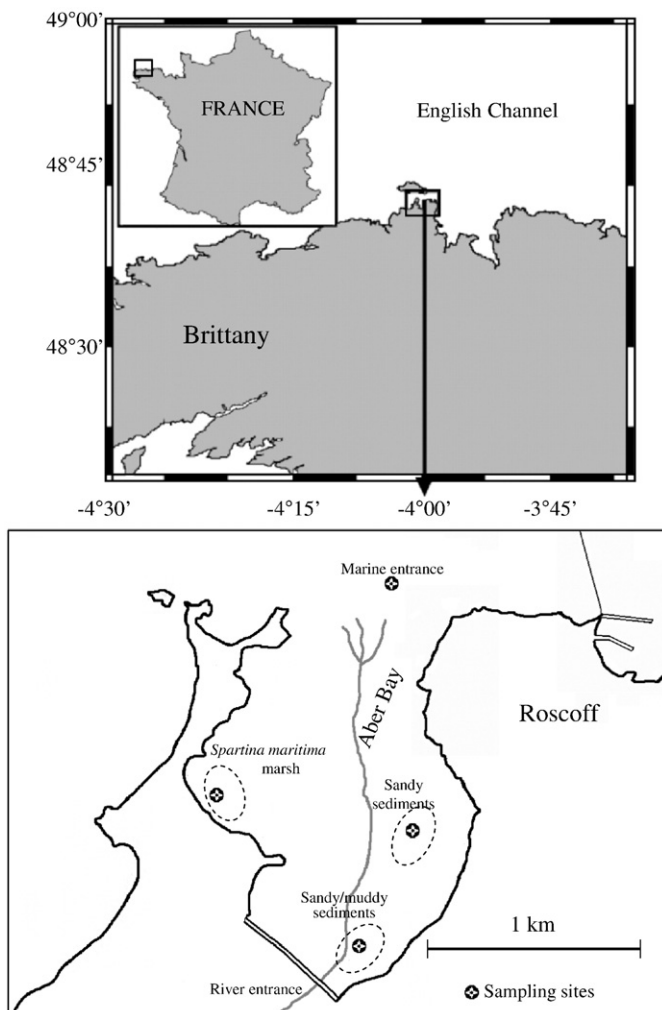 49°00'
FRANCE
English Channel
48°45'
Brittany
48°30'
-4°30' -4°15' -4°00' -3°45'
Marine entrance
Aber Bay
Roscoff
Spartina maritima
marsh
Sandy
sediments
Sandy/muddy
sediments
1 km
River entrance
Sampling sites